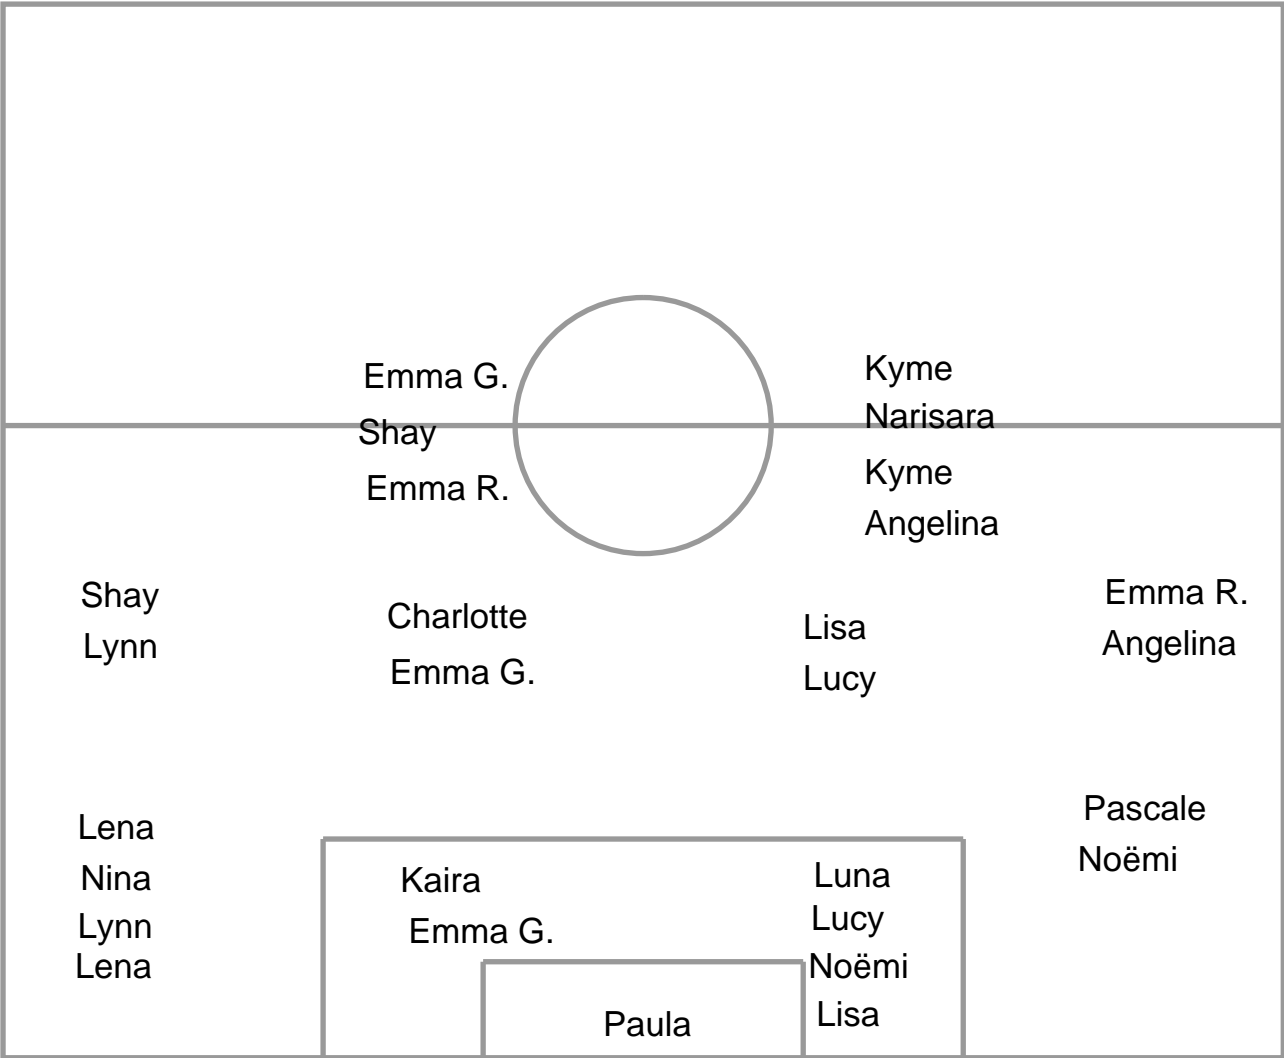 Emma G.
Shay
Emma R.
Kyme
Narisara
Kyme
Angelina
Shay
Lynn
Charlotte
Emma G.
Lisa
Lucy
Emma R.
Angelina
Lena
Nina
Lynn
Lena
Kaira
Emma G.
Luna
Lucy
Noëmi
Lisa
Pascale
Noëmi
Paula